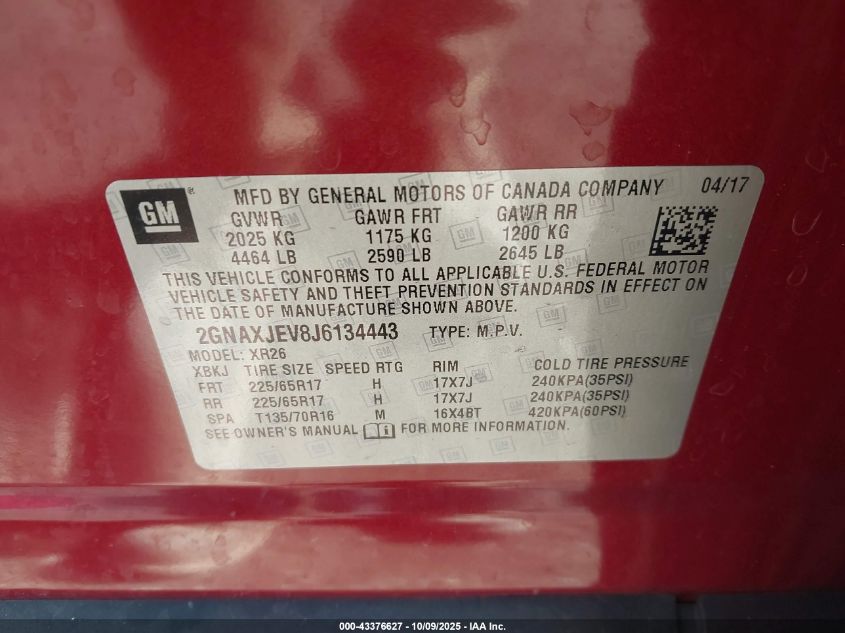 GM ®
MFD BY GENERAL MOTORS OF CANADA COMPANY 04/17
GVWR GAWR FRT GAWR RR
2025 KG 1175 KG 1200 KG
4464 LB 2590 LB 2645 LB
THIS VEHICLE CONFORMS TO ALL APPLICABLE U.S. FEDERAL MOTOR
VEHICLE SAFETY AND THEFT PREVENTION STANDARDS IN EFFECT ON
THE DATE OF MANUFACTURE SHOWN ABOVE.
2GNAXJEV8J6134443 TYPE: M.P.V.
MODEL: XR26
XBKJ TIRE SIZE SPEED RTG RIM COLD TIRE PRESSURE
FRT 225/65R17 H 17X7J 240KPA(35PSI)
RR 225/65R17 H 17X7J 240KPA(35PSI)
SPA T135/70R16 M 16X4BT 420KPA(60PSI)
SEE OWNER'S MANUAL FOR MORE INFORMATION.
000-43376627 - 10/09/2025 - IAA Inc.